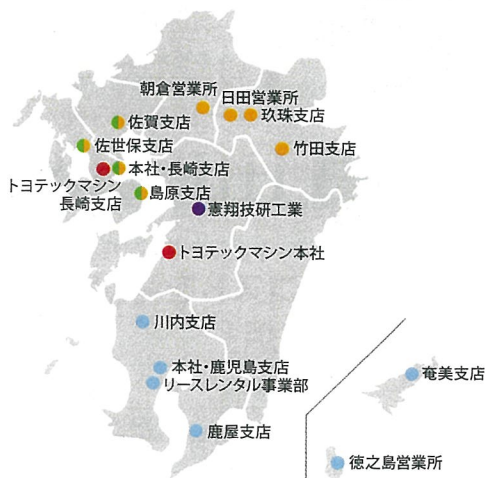 朝倉営業所
日田営業所
玖珠支店
佐賀支店
佐世保支店
竹田支店
本社・長崎支店
トヨテックマシン
長崎支店
島原支店
憲翔技研工業
トヨテックマシン本社
川内支店
本社・鹿児島支店
リースレンタル事業部
奄美支店
鹿屋支店
徳之島営業所